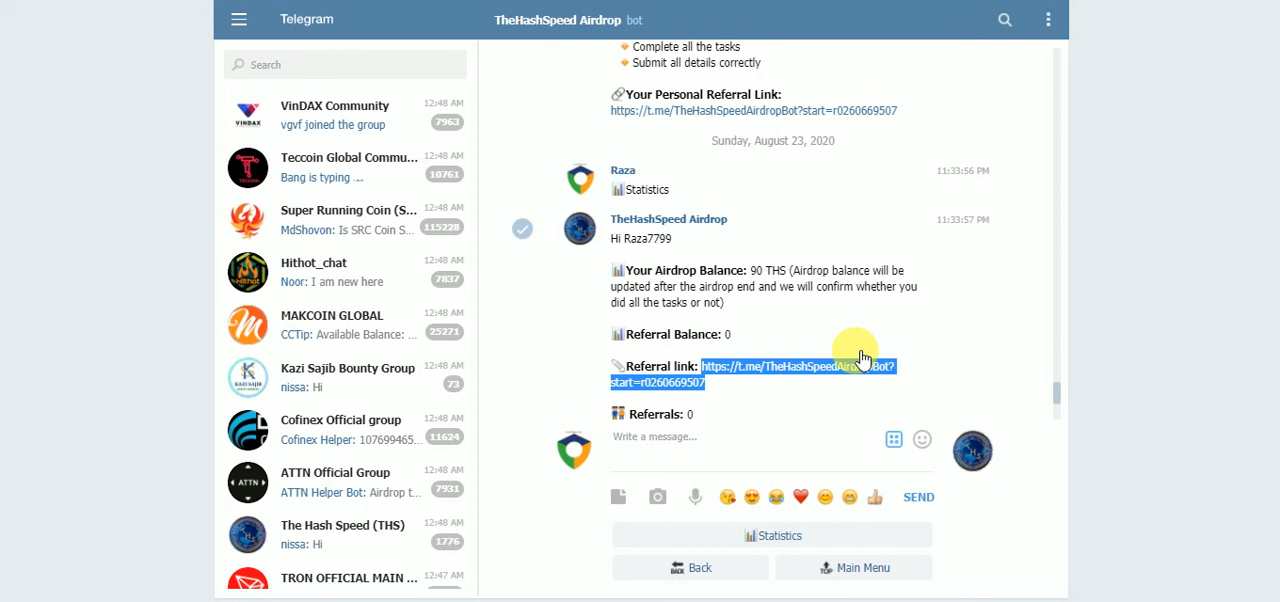 Telegram
TheHashSpeed Airdrop bot
Search
VinDAX Community 12:48 AM
vgvf joined the group 7963
VINDAX
Teccoin Global Commu... 12:48 AM
Bang is typing ... 10761
Super Running Coin (S... 12:48 AM
MdShovon: Is SRC Coin S... 115228
Hithot_chat 12:48 AM
Noor: I am new here 7837
MAKCOIN GLOBAL 12:48 AM
CCTip: Available Balance: ... 25271
Kazi Sajib Bounty Group 12:48 AM
nissa: Hi 73
Cofinex Official group 12:48 AM
Cofinex Helper: 107699465... 11624
ATTN Official Group 12:48 AM
ATTN Helper Bot: Airdrop t... 7931
ATTN
The Hash Speed (THS) 12:48 AM
nissa: Hi 1776
TRON OFFICIAL MAIN ... 12:47 AM
🔸Complete all the tasks
🔸Submit all details correctly
🔗Your Personal Referral Link:
https://t.me/TheHashSpeedAirdropBot?start=r0260669507
Sunday, August 23, 2020
Raza 11:33:56 PM
📊Statistics
TheHashSpeed Airdrop 11:33:57 PM
Hi Raza7799
📊Your Airdrop Balance: 90 THS (Airdrop balance will be
updated after the airdrop end and we will confirm whether you
did all the tasks or not)
📊Referral Balance: 0
📎Referral link: https://t.me/TheHashSpeedAirdropBot?
start=r0260669507
👫 Referrals: 0
Write a message...
SEND
📊Statistics
🔙 Back
🔝 Main Menu